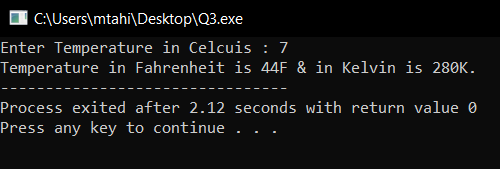 C:\Users\mtahi\Desktop\Q3.exe
Enter Temperature in Celcuis : 7
Temperature in Fahrenheit is 44F & in Kelvin is 280K.
--------------------------------
Process exited after 2.12 seconds with return value 0
Press any key to continue . . .